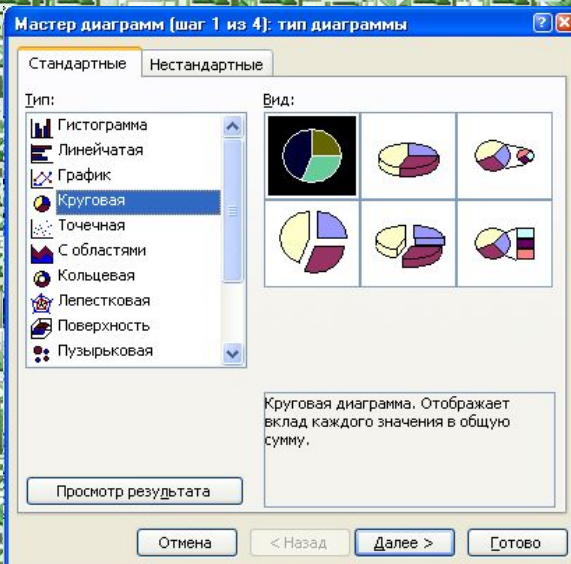 Мастер диаграмм (шаг 1 из 4): тип диаграммы
Стандартные
Нестандартные
Тип:
Гистограмма
Линейчатая
График
Круговая
Точечная
С областями
Кольцевая
Лепестковая
Поверхность
Пузырьковая
Вид:
Круговая диаграмма. Отображает
вклад каждого значения в общую
сумму.
Просмотр результата
Отмена
< Назад
Далее >
Готово